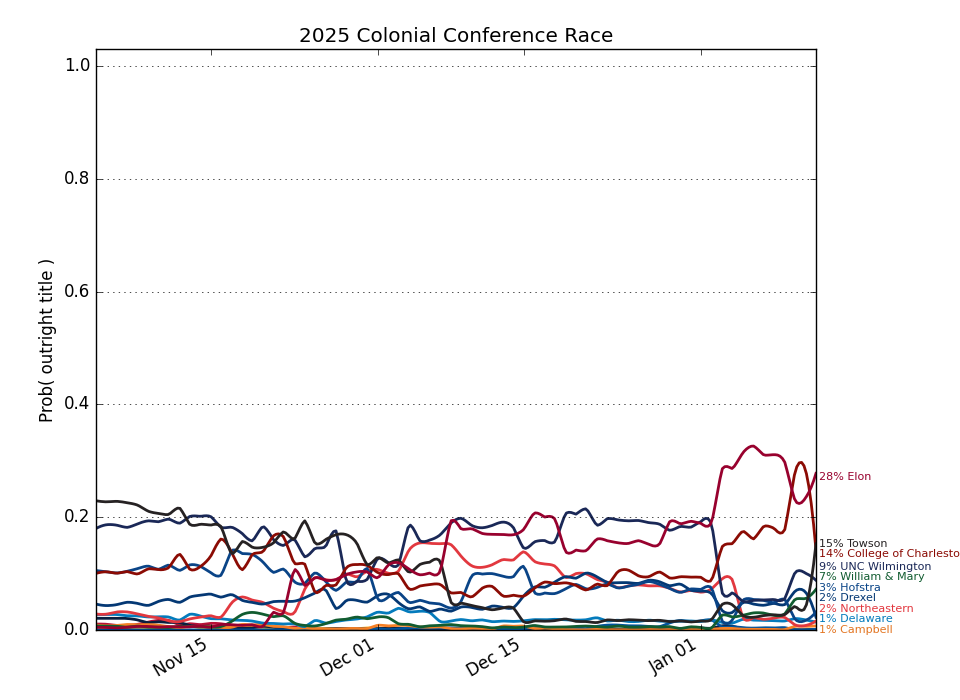 2025 Colonial Conference Race
Prob( outright title )
1.0
0.8
0.6
0.4
0.2
0.0
Nov 15
Dec 01
Dec 15
Jan 01
28% Elon
15% Towson
14% College of Charlesto
9% UNC Wilmington
7% William & Mary
3% Hofstra
2% Drexel
2% Northeastern
1% Delaware
1% Campbell